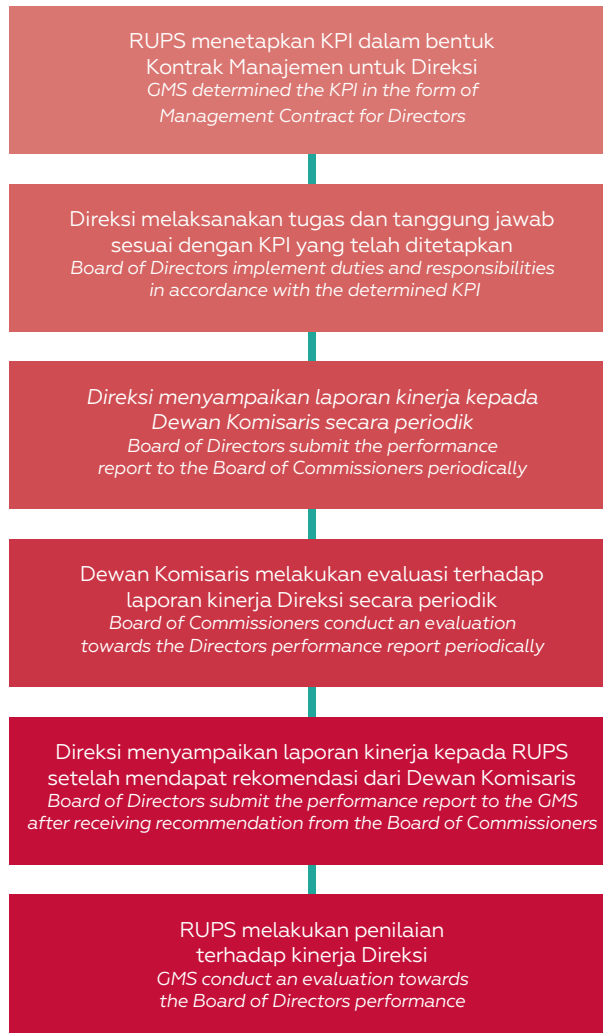 RUPS menetapkan KPI dalam bentuk
Kontrak Manajemen untuk Direksi
GMS determined the KPI in the form of
Management Contract for Directors
Direksi melaksanakan tugas dan tanggung jawab
sesuai dengan KPI yang telah ditetapkan
Board of Directors implement duties and responsibilities
in accordance with the determined KPI
Direksi menyampaikan laporan kinerja kepada
Dewan Komisaris secara periodik
Board of Directors submit the performance
report to the Board of Commissioners periodically
Dewan Komisaris melakukan evaluasi terhadap
laporan kinerja Direksi secara periodik
Board of Commissioners conduct an evaluation
towards the Directors performance report periodically
Direksi menyampaikan laporan kinerja kepada RUPS
setelah mendapat rekomendasi dari Dewan Komisaris
Board of Directors submit the performance report to the GMS
after receiving recommendation from the Board of Commissioners
RUPS melakukan penilaian
terhadap kinerja Direksi
GMS conduct an evaluation towards
the Board of Directors performance